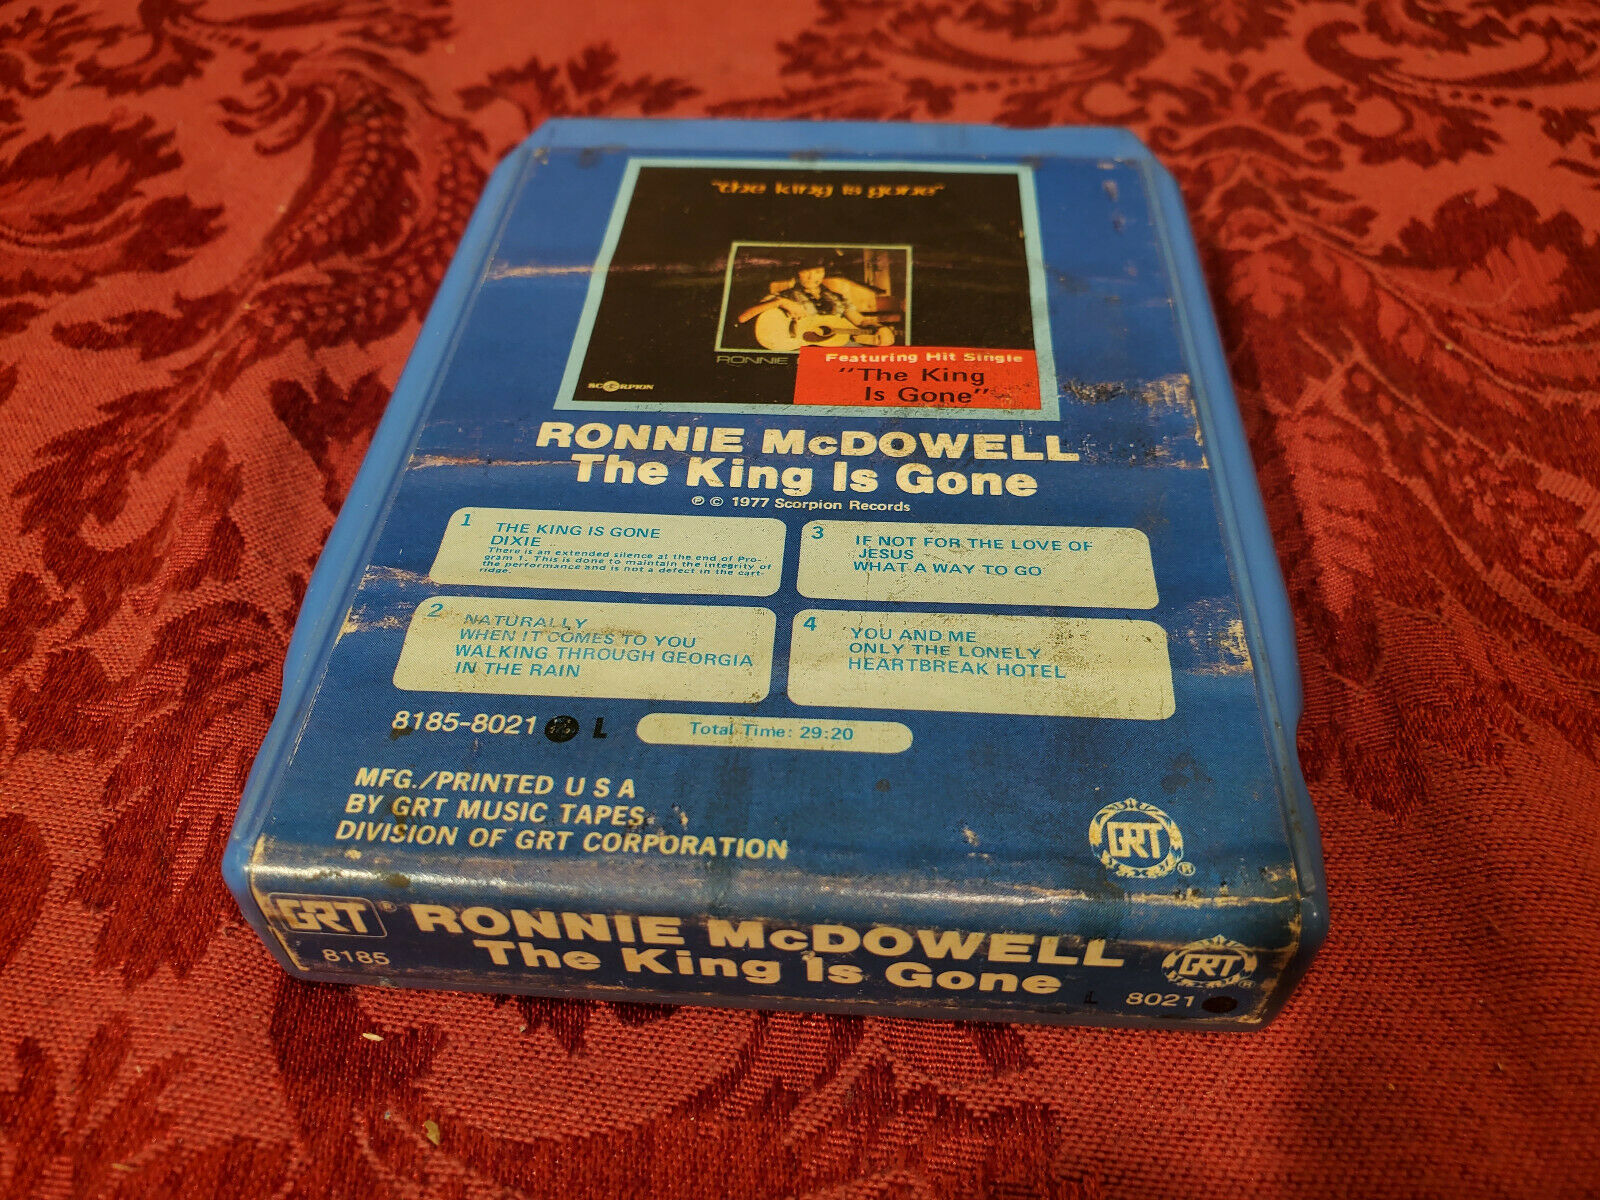 "the king is gone"
RONNIE
SCORPION
Featuring Hit Single
"The King
Is Gone"
RONNIE McDOWELL
The King Is Gone
℗ © 1977 Scorpion Records
1
THE KING IS GONE
DIXIE
There is an extended silence at the end of Pro-
gram 1. This is done to maintain the integrity of
the performance and is not a defect in the cart-
ridge.
2
NATURALLY
WHEN IT COMES TO YOU
WALKING THROUGH GEORGIA
IN THE RAIN
3
IF NOT FOR THE LOVE OF
JESUS
WHAT A WAY TO GO
4
YOU AND ME
ONLY THE LONELY
HEARTBREAK HOTEL
8185-8021 L
Total Time: 29:20
MFG./PRINTED U S A
BY GRT MUSIC TAPES
DIVISION OF GRT CORPORATION
GRT ®
GRT ®
RONNIE McDOWELL
The King Is Gone
8185
GRT ®
L 8021